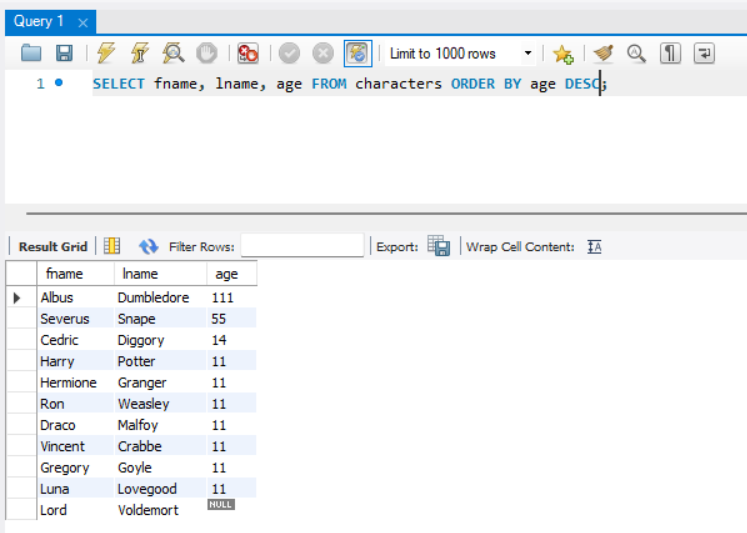 Query 1
Limit to 1000 rows
1 SELECT fname, lname, age FROM characters ORDER BY age DESC;
Result Grid Filter Rows: Export: Wrap Cell Content:
fname lname age
Albus Dumbledore 111
Severus Snape 55
Cedric Diggory 14
Harry Potter 11
Hermione Granger 11
Ron Weasley 11
Draco Malfoy 11
Vincent Crabbe 11
Gregory Goyle 11
Luna Lovegood 11
Lord Voldemort NULL